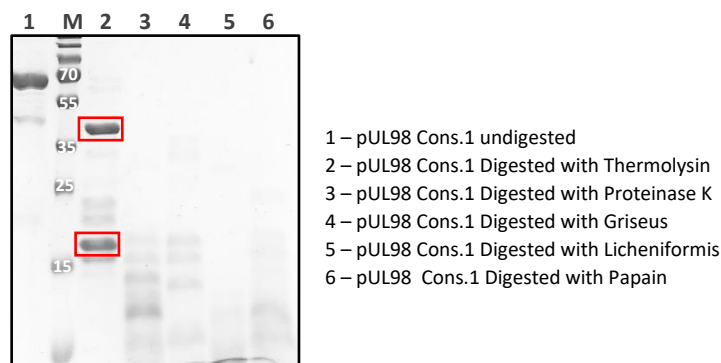 1 M 2 3 4 5 6
70
55
35
25
15
1 – pUL98 Cons.1 undigested
2 – pUL98 Cons.1 Digested with Thermolysin
3 – pUL98 Cons.1 Digested with Proteinase K
4 – pUL98 Cons.1 Digested with Griseus
5 – pUL98 Cons.1 Digested with Licheniformis
6 – pUL98 Cons.1 Digested with Papain